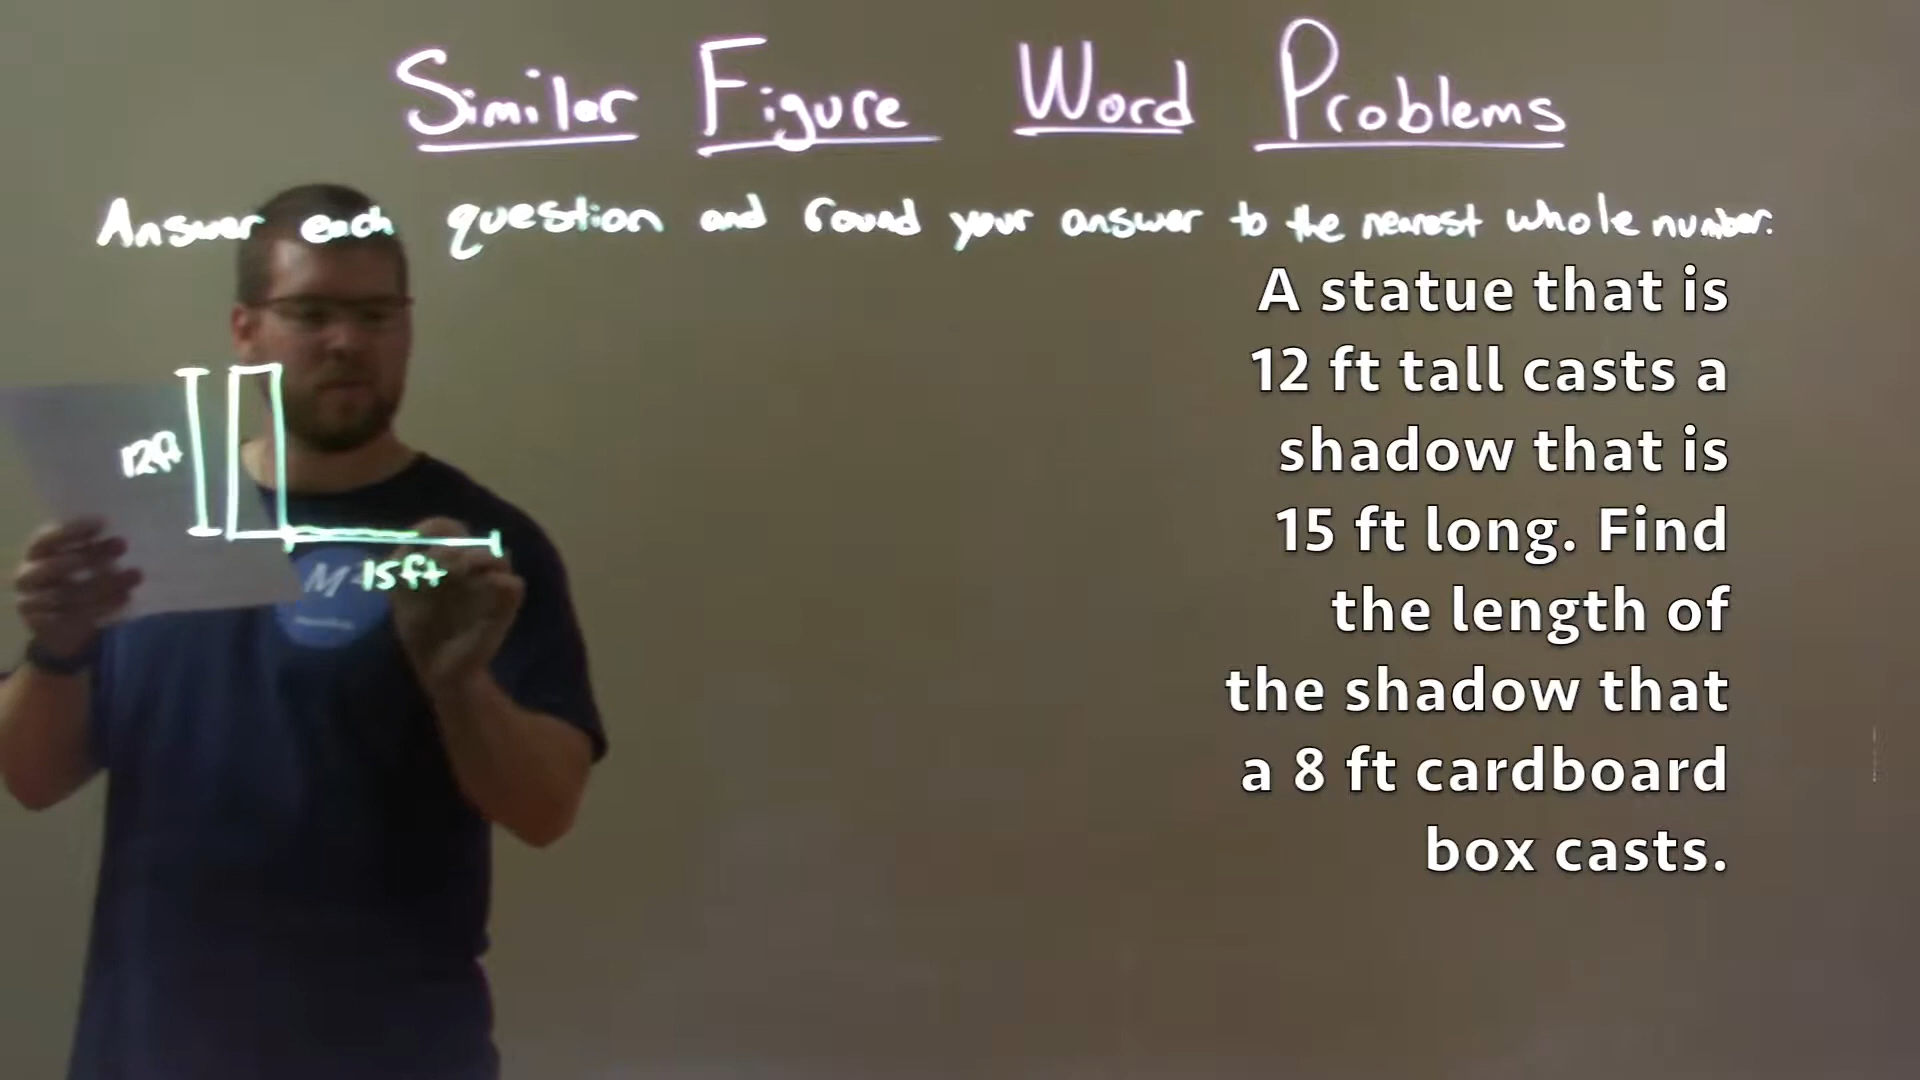 Similar Figure Word Problems
Answer each question and round your answer to the nearest whole number.
A statue that is
12 ft tall casts a
shadow that is
15 ft long. Find
the length of
the shadow that
a 8 ft cardboard
box casts.
12ft
15ft
M